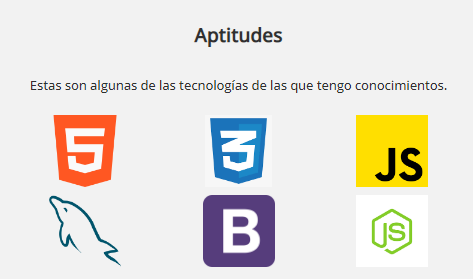 Aptitudes
Estas son algunas de las tecnologías de las que tengo conocimientos.
5 3 JS
B JS